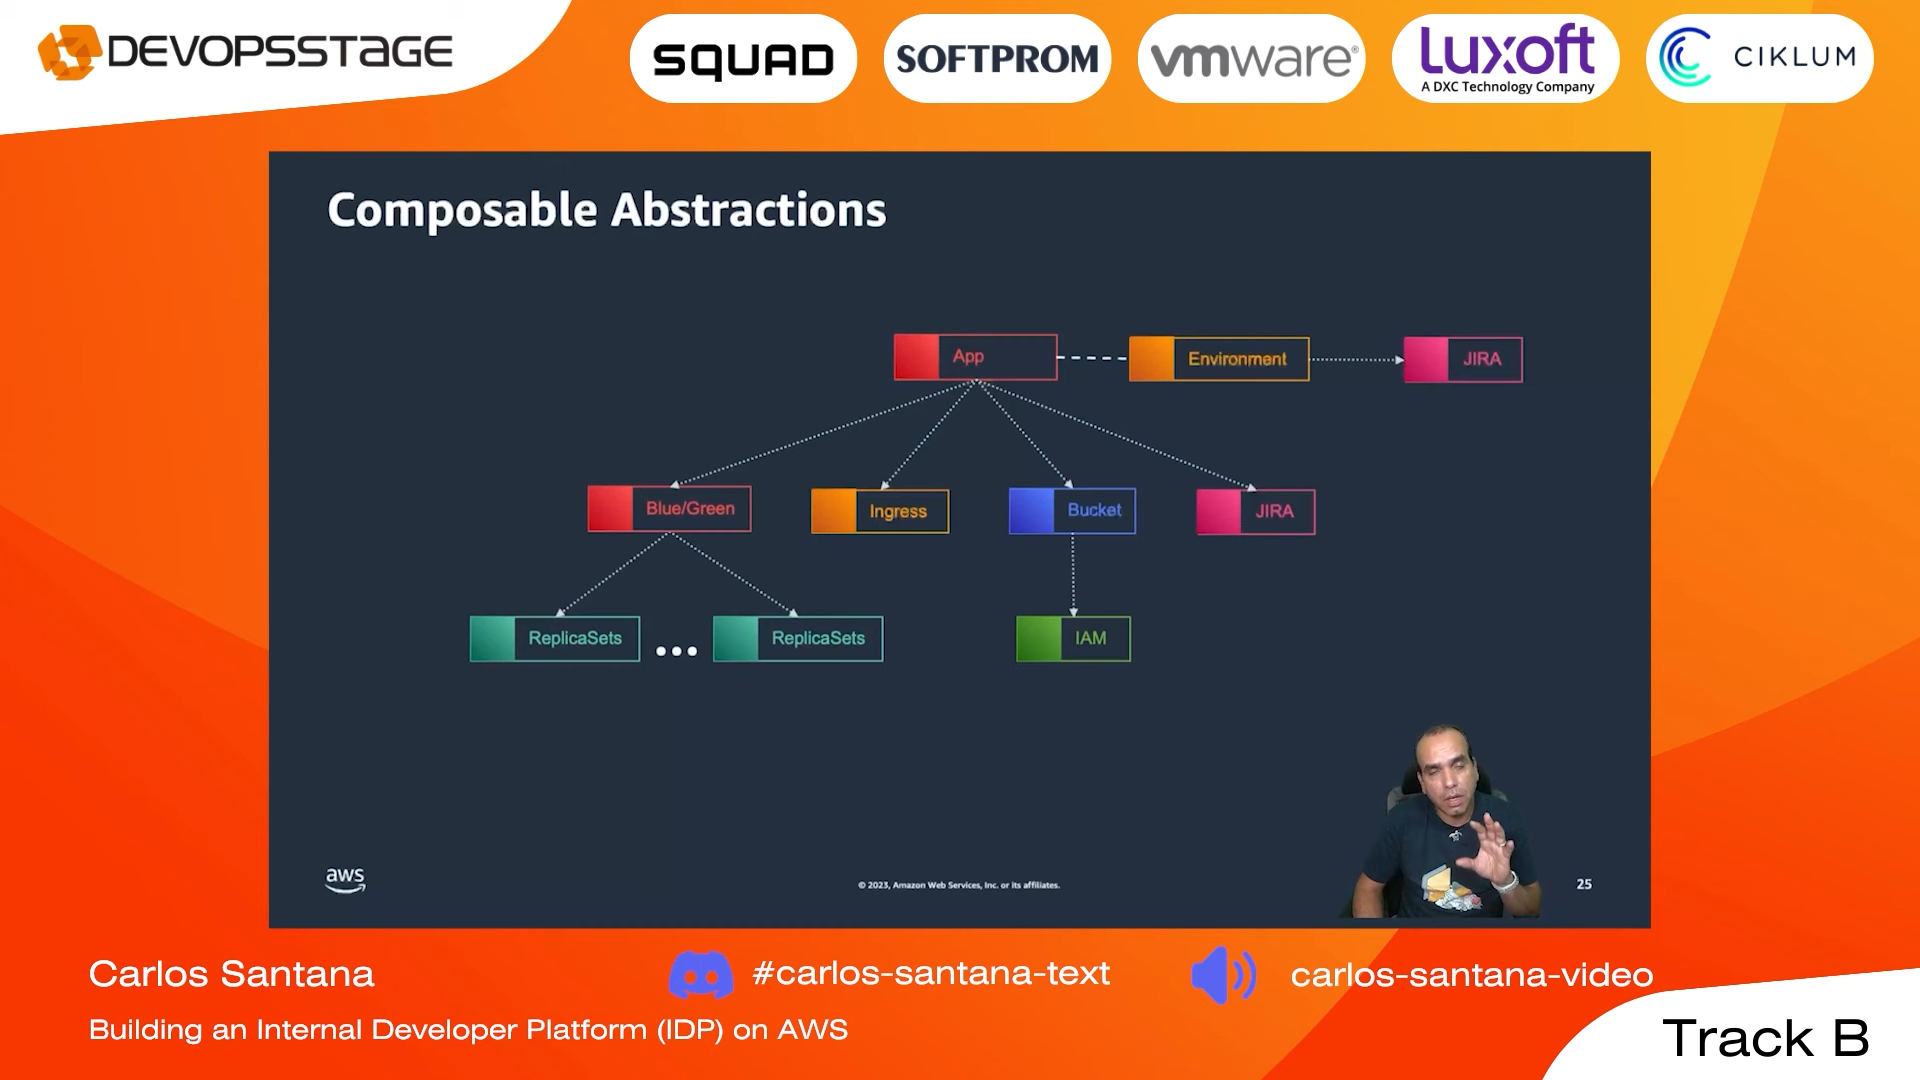 DEVOPSSTAGE
SQUAD
SOFTPROM
vmware®
Luxoft
A DXC Technology Company
CIKLUM
Composable Abstractions
App
Environment
JIRA
Blue/Green
Ingress
Bucket
JIRA
ReplicaSets
...
ReplicaSets
IAM
aws
© 2023, Amazon Web Services, Inc. or its affiliates.
25
Carlos Santana
#carlos-santana-text
carlos-santana-video
Building an Internal Developer Platform (IDP) on AWS
Track B